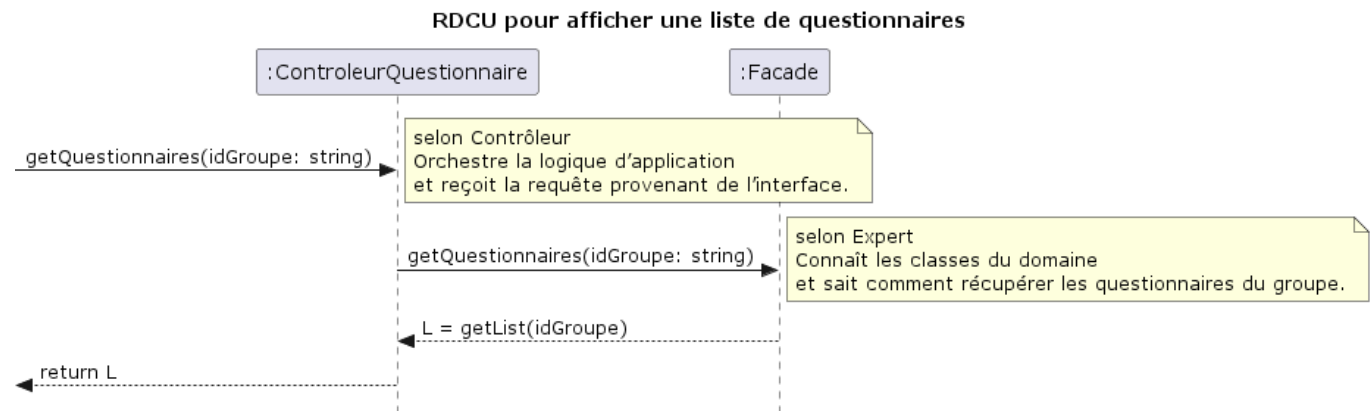 RDCU pour afficher une liste de questionnaires
:ControleurQuestionnaire
:Facade
getQuestionnaires(idGroupe: string)
selon Contrôleur
Orchestre la logique d'application
et reçoit la requête provenant de l'interface.
getQuestionnaires(idGroupe: string)
selon Expert
Connaît les classes du domaine
et sait comment récupérer les questionnaires du groupe.
L = getList(idGroupe)
return L